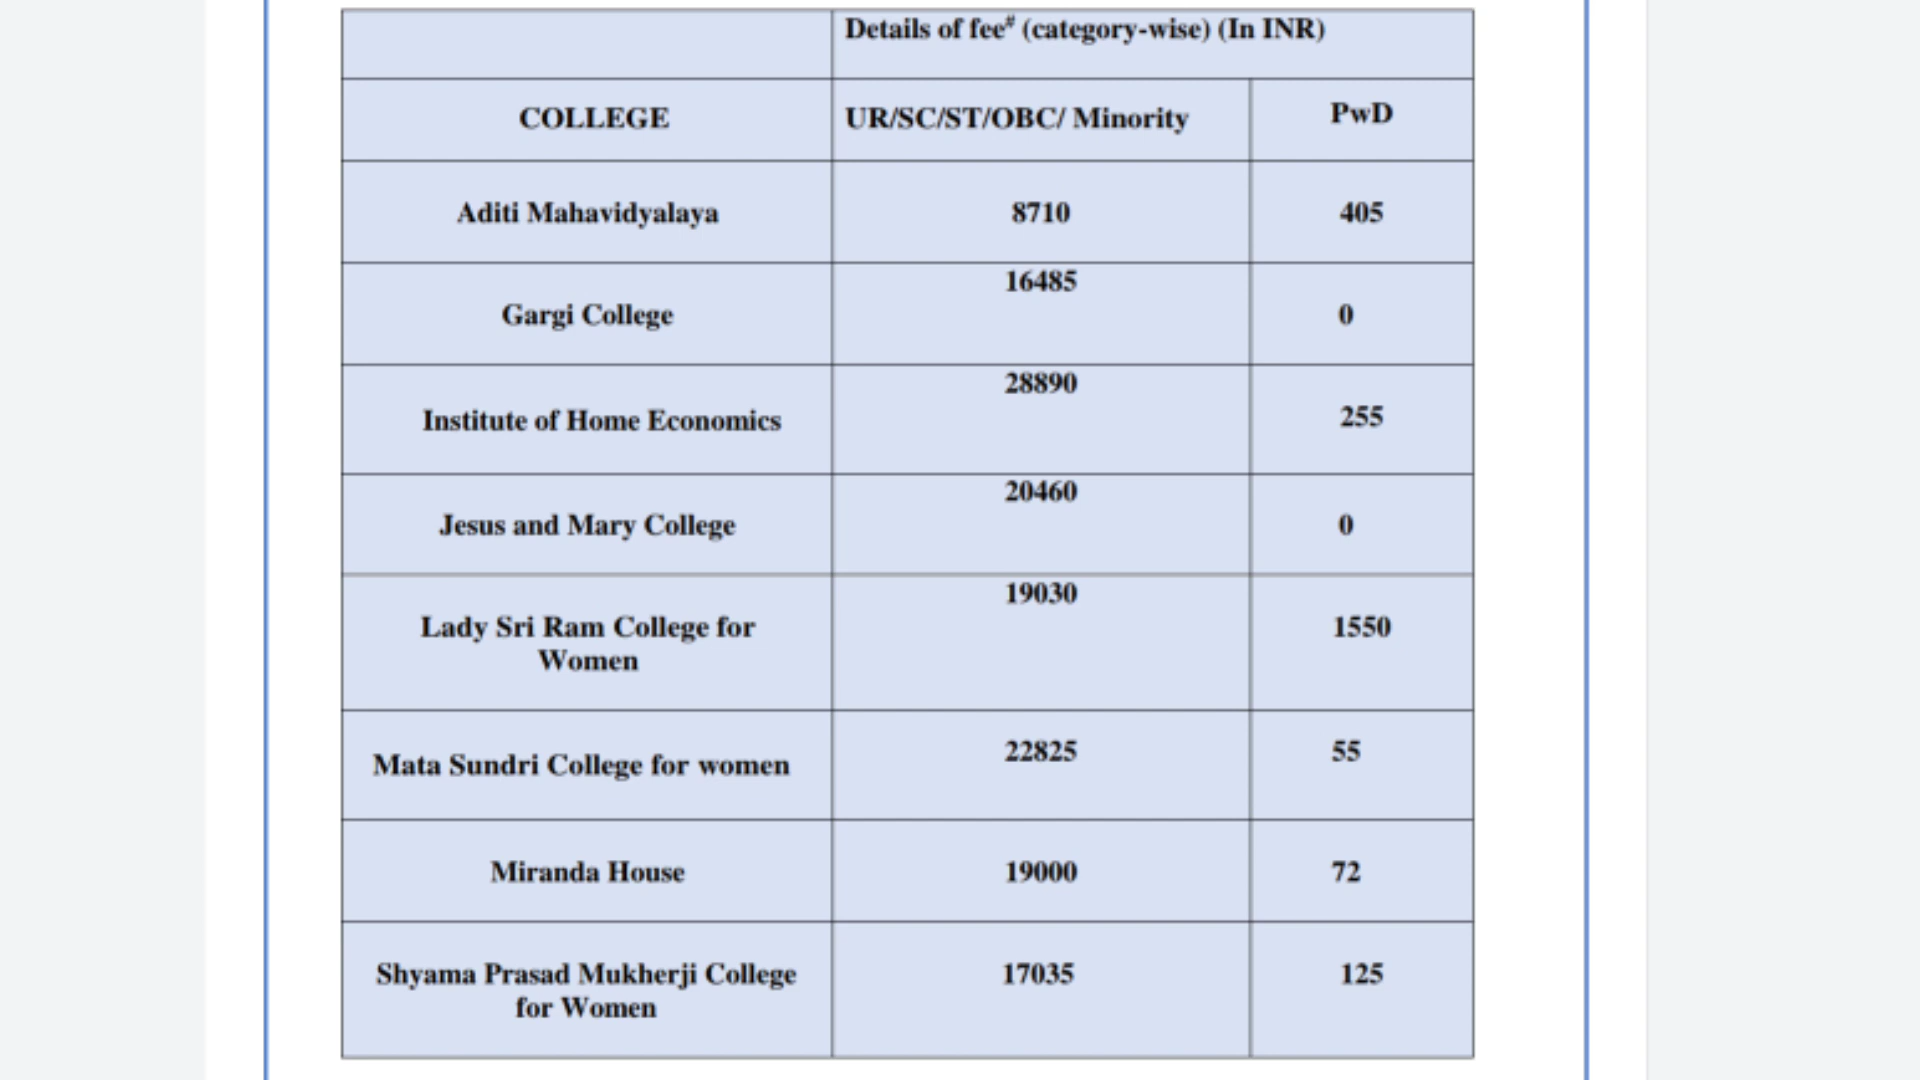 Details of fee# (category-wise) (In INR)
COLLEGE UR/SC/ST/OBC/ Minority PwD
Aditi Mahavidyalaya 8710 405
Gargi College 16485 0
Institute of Home Economics 28890 255
Jesus and Mary College 20460 0
Lady Sri Ram College for 19030 1550
Women
Mata Sundri College for women 22825 55
Miranda House 19000 72
Shyama Prasad Mukherji College 17035 125
for Women